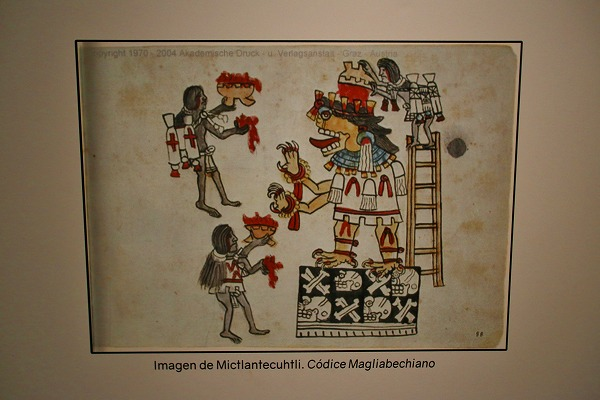 Copyright 1970 - 2004 Akademische Druck - u. Verlagsanstalt - Graz - Austria
Imagen de Mictlantecuhtli. Códice Magliabechiano